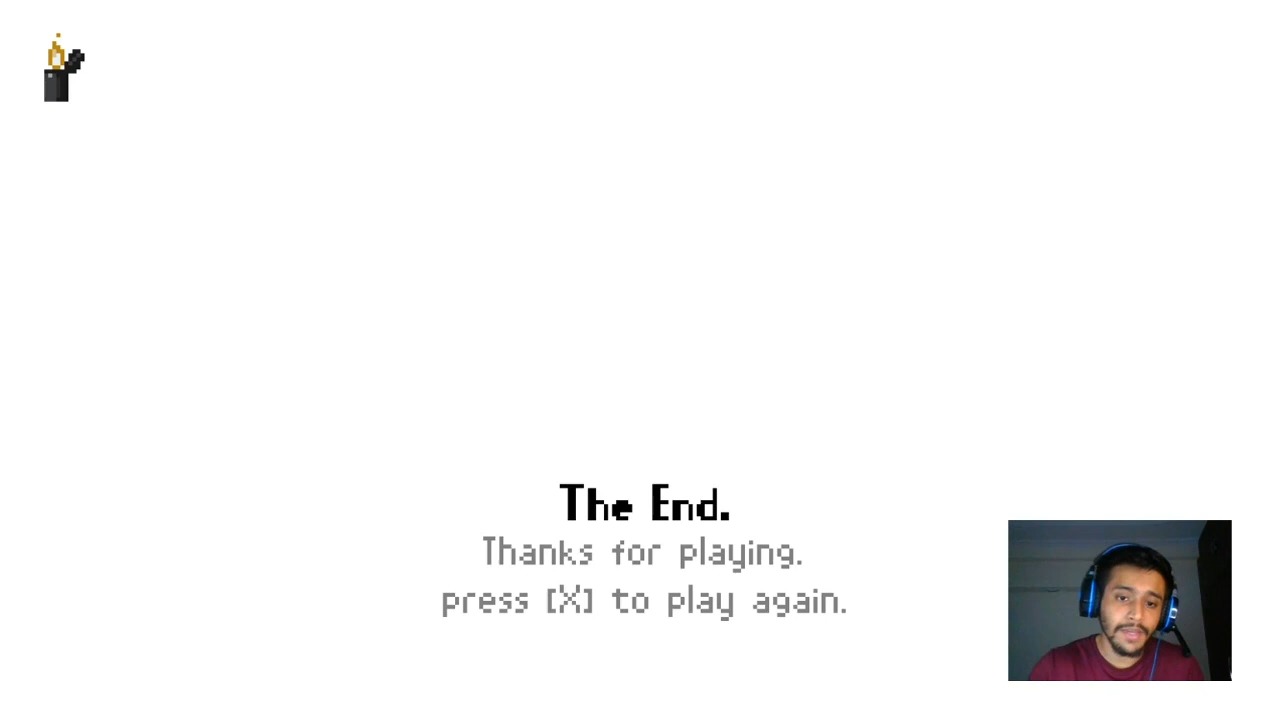 The End.
Thanks for playing.
press [X] to play again.